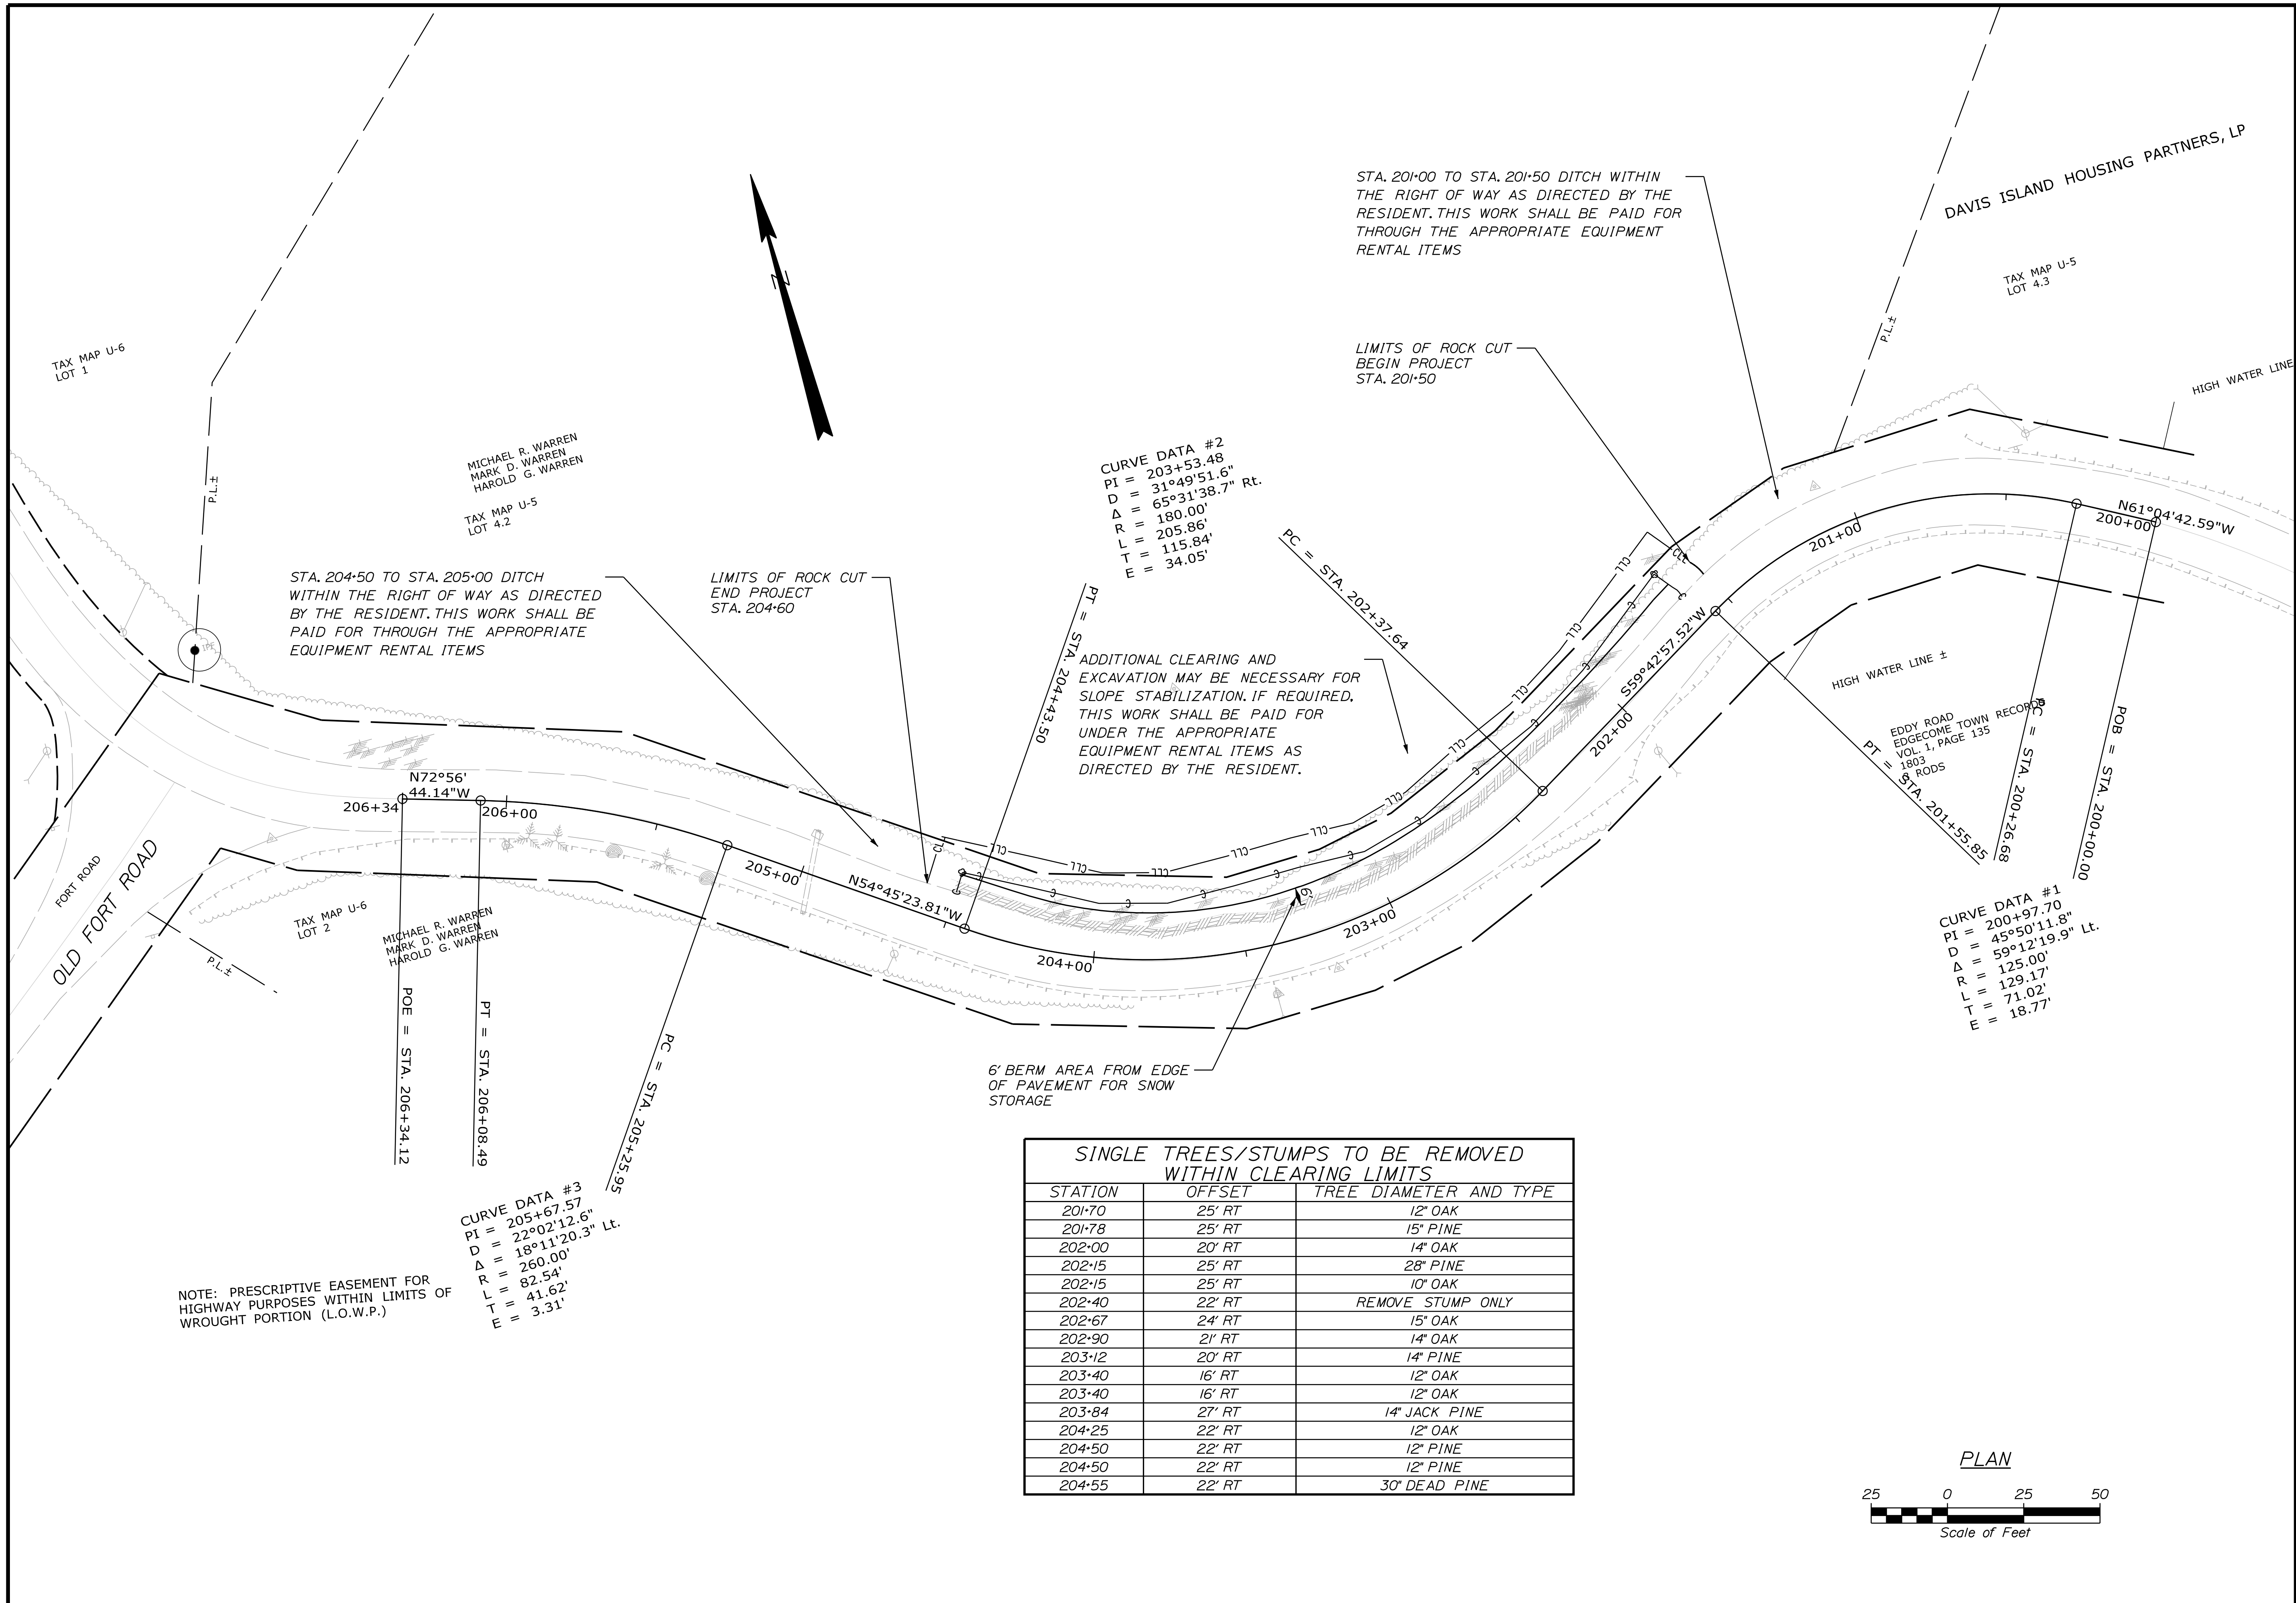 STA. 201+00 TO STA. 201+50 DITCH WITHIN
THE RIGHT OF WAY AS DIRECTED BY THE
RESIDENT. THIS WORK SHALL BE PAID FOR
THROUGH THE APPROPRIATE EQUIPMENT
RENTAL ITEMS
DAVIS ISLAND HOUSING PARTNERS, LP
TAX MAP U-5
LOT 4.3
P.L.±
HIGH WATER LINE
LIMITS OF ROCK CUT
BEGIN PROJECT
STA. 201+50
N
TAX MAP U-6
LOT 1
P.L.±
MICHAEL R. WARREN
MARK D. WARREN
HAROLD G. WARREN
TAX MAP U-5
LOT 4.2
CURVE DATA #2
PI = 203+53.48
D = 31°49'51.6"
Δ = 65°31'38.7" Rt.
R = 180.00'
L = 205.86'
T = 115.84'
E = 34.05'
PC = STA. 202+37.64
PT = STA. 204+43.50
STA. 204+50 TO STA. 205+00 DITCH
WITHIN THE RIGHT OF WAY AS DIRECTED
BY THE RESIDENT. THIS WORK SHALL BE
PAID FOR THROUGH THE APPROPRIATE
EQUIPMENT RENTAL ITEMS
LIMITS OF ROCK CUT
END PROJECT
STA. 204+60
ADDITIONAL CLEARING AND
EXCAVATION MAY BE NECESSARY FOR
SLOPE STABILIZATION. IF REQUIRED,
THIS WORK SHALL BE PAID FOR
UNDER THE APPROPRIATE
EQUIPMENT RENTAL ITEMS AS
DIRECTED BY THE RESIDENT.
N61°04'42.59"W
200+00
201+00
S59°42'57.52"W
202+00
203+00
204+00
N54°45'23.81"W
205+00
206+00
N72°56'
44.14"W
206+34
CLL
CLL
CLL
CLL
CLL
CLL
CLL
CLL
CLL
CLL
CLL
CLL
C
C
C
C
C
C
C
C
C
C
C
6'
HIGH WATER LINE ±
EDDY ROAD
EDGECOME TOWN RECORDS
VOL. 1, PAGE 135
1803
RODS
PT = STA. 201+55.85
PC = STA. 200+26.68
POB = STA. 200+00.00
CURVE DATA #1
PI = 200+97.70
D = 45°50'11.8"
Δ = 59°12'19.9" Lt.
R = 125.00'
L = 129.17'
T = 71.02'
E = 18.77'
FORT ROAD
OLD FORT ROAD
TAX MAP U-6
LOT 2
P.L.±
MICHAEL R. WARREN
MARK D. WARREN
HAROLD G. WARREN
POE = STA. 206+34.12
PT = STA. 206+08.49
PC = STA. 205+25.95
CURVE DATA #3
PI = 205+67.57
D = 22°02'12.6"
Δ = 18°11'20.3" Lt.
R = 260.00'
L = 82.54'
T = 41.62'
E = 3.31'
NOTE: PRESCRIPTIVE EASEMENT FOR
HIGHWAY PURPOSES WITHIN LIMITS OF
WROUGHT PORTION (L.O.W.P.)
6' BERM AREA FROM EDGE
OF PAVEMENT FOR SNOW
STORAGE
SINGLE TREES/STUMPS TO BE REMOVED
WITHIN CLEARING LIMITS
STATION OFFSET TREE DIAMETER AND TYPE
201+70 25' RT 12" OAK
201+78 25' RT 15" PINE
202+00 20' RT 14" OAK
202+15 25' RT 28" PINE
202+15 25' RT 10" OAK
202+40 22' RT REMOVE STUMP ONLY
202+67 24' RT 15" OAK
202+90 21' RT 14" OAK
203+12 20' RT 14" PINE
203+40 16' RT 12" OAK
203+40 16' RT 12" OAK
203+84 27' RT 14" JACK PINE
204+25 22' RT 12" OAK
204+50 22' RT 12" PINE
204+50 22' RT 12" PINE
204+55 22' RT 30" DEAD PINE
PLAN
25 0 25 50
Scale of Feet